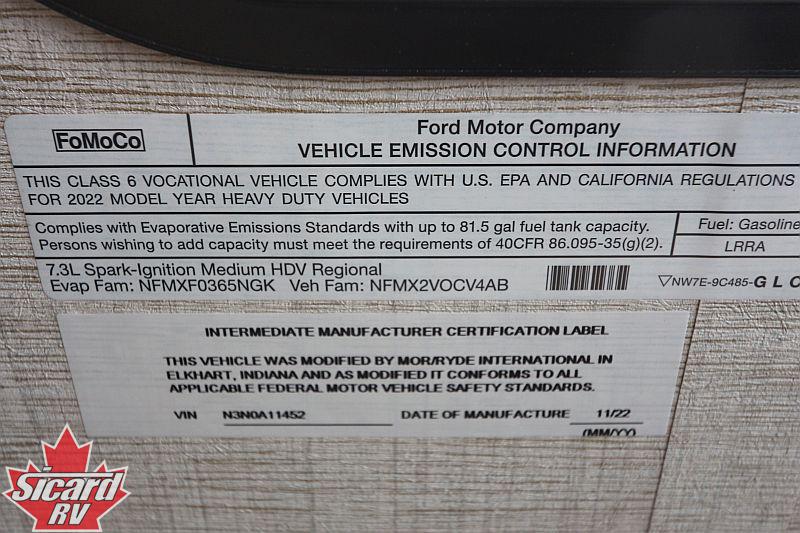 FoMoCo
Ford Motor Company
VEHICLE EMISSION CONTROL INFORMATION
THIS CLASS 6 VOCATIONAL VEHICLE COMPLIES WITH U.S. EPA AND CALIFORNIA REGULATIONS
FOR 2022 MODEL YEAR HEAVY DUTY VEHICLES
Complies with Evaporative Emissions Standards with up to 81.5 gal fuel tank capacity.
Persons wishing to add capacity must meet the requirements of 40CFR 86.095-35(g)(2).
Fuel: Gasoline
LRRA
7.3L Spark-Ignition Medium HDV Regional
Evap Fam: NFMXF0365NGK Veh Fam: NFMX2VOCV4AB
▽NW7E-9C485-GLC
INTERMEDIATE MANUFACTURER CERTIFICATION LABEL
THIS VEHICLE WAS MODIFIED BY MOR/RYDE INTERNATIONAL IN
ELKHART, INDIANA AND AS MODIFIED IT CONFORMS TO ALL
APPLICABLE FEDERAL MOTOR VEHICLE SAFETY STANDARDS.
VIN N3N0A11452 DATE OF MANUFACTURE 11/22
(MM/YY)
Sicard
RV